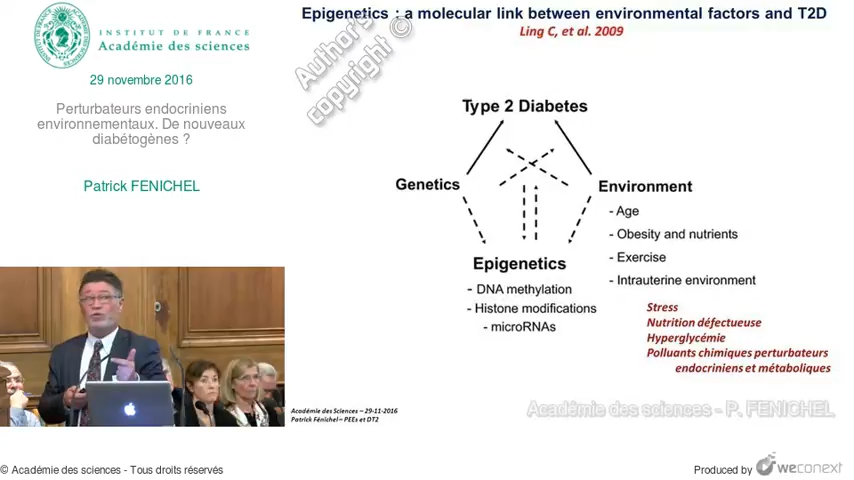 INSTITUT DE FRANCE
Académie des sciences
29 novembre 2016
Perturbateurs endocriniens
environnementaux. De nouveaux
diabétogènes ?
Patrick FENICHEL
Epigenetics : a molecular link between environmental factors and T2D
Ling C, et al. 2009
Author's
copyright ©
Type 2 Diabetes
Genetics
Environment
- Age
- Obesity and nutrients
- Exercise
- Intrauterine environment
Epigenetics
- DNA methylation
- Histone modifications
- microRNAs
Stress
Nutrition défectueuse
Hyperglycémie
Polluants chimiques perturbateurs
endocriniens et métaboliques
Académie des Sciences – 29-11-2016
Patrick Fénichel – PEEs et DT2
Académie des sciences - P. FENICHEL
© Académie des sciences - Tous droits réservés
Produced by weconext